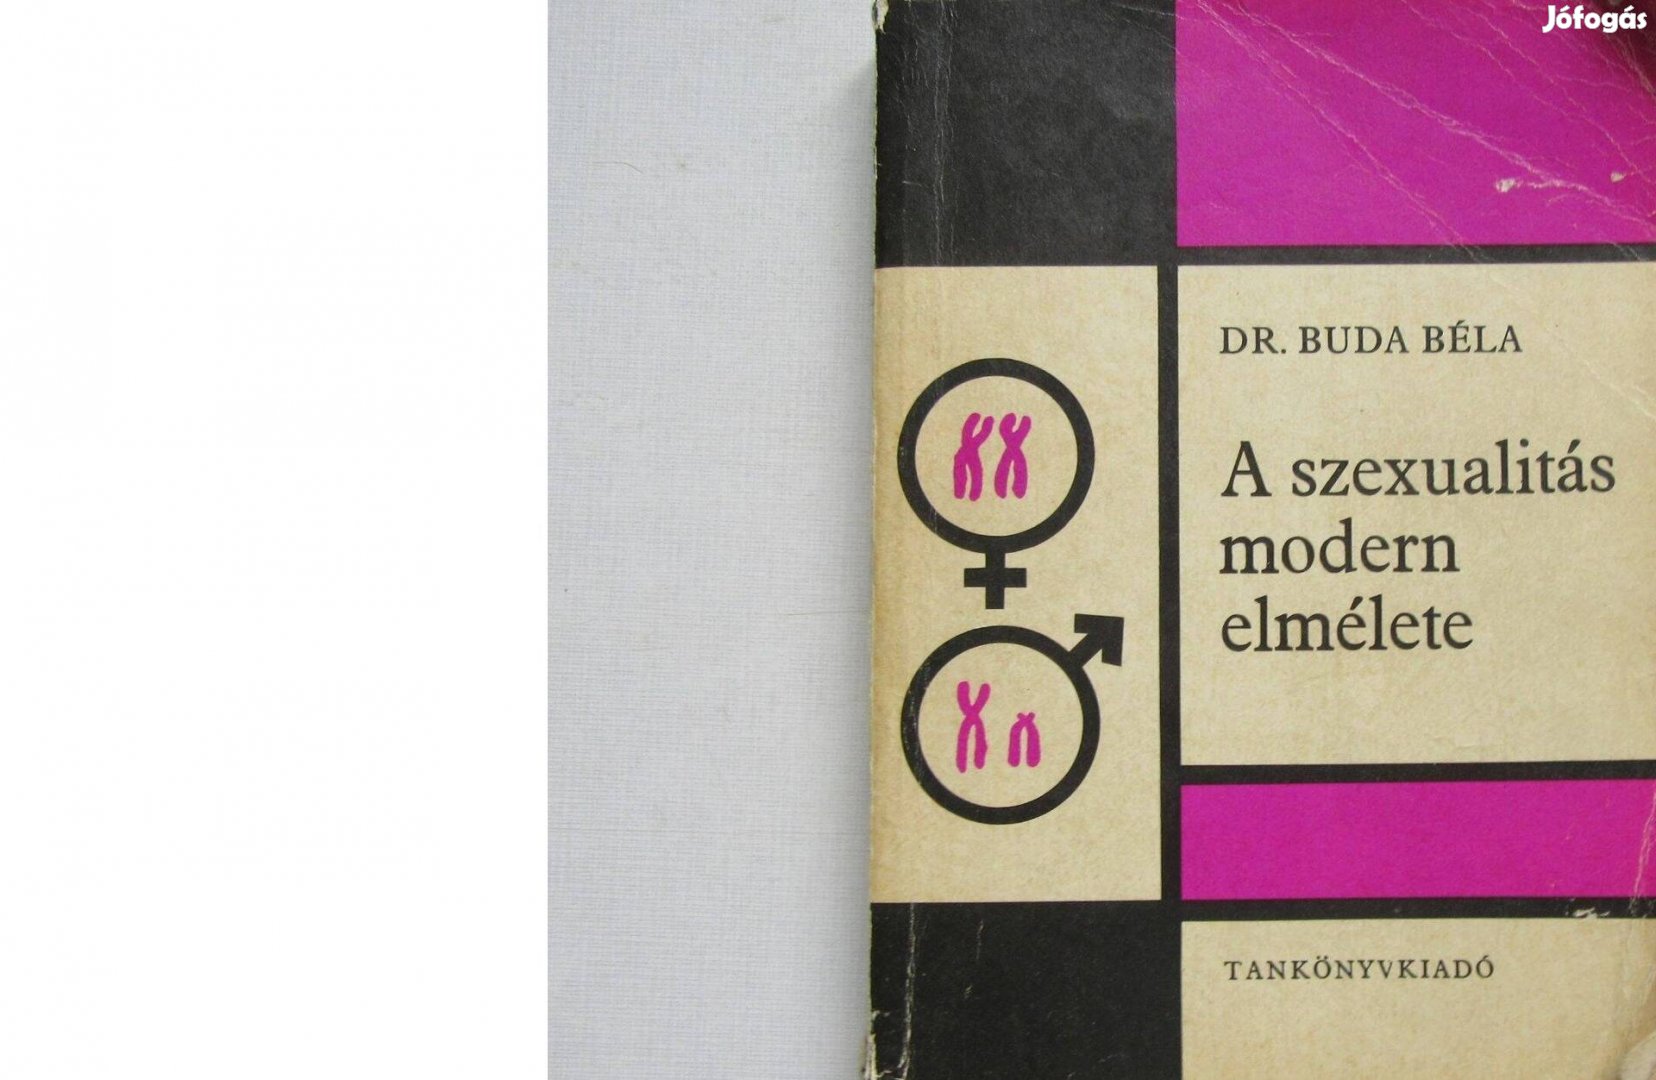 Jófogás
DR. BUDA BÉLA
A szexualitás
modern
elmélete
TANKÖNYVKIADÓ